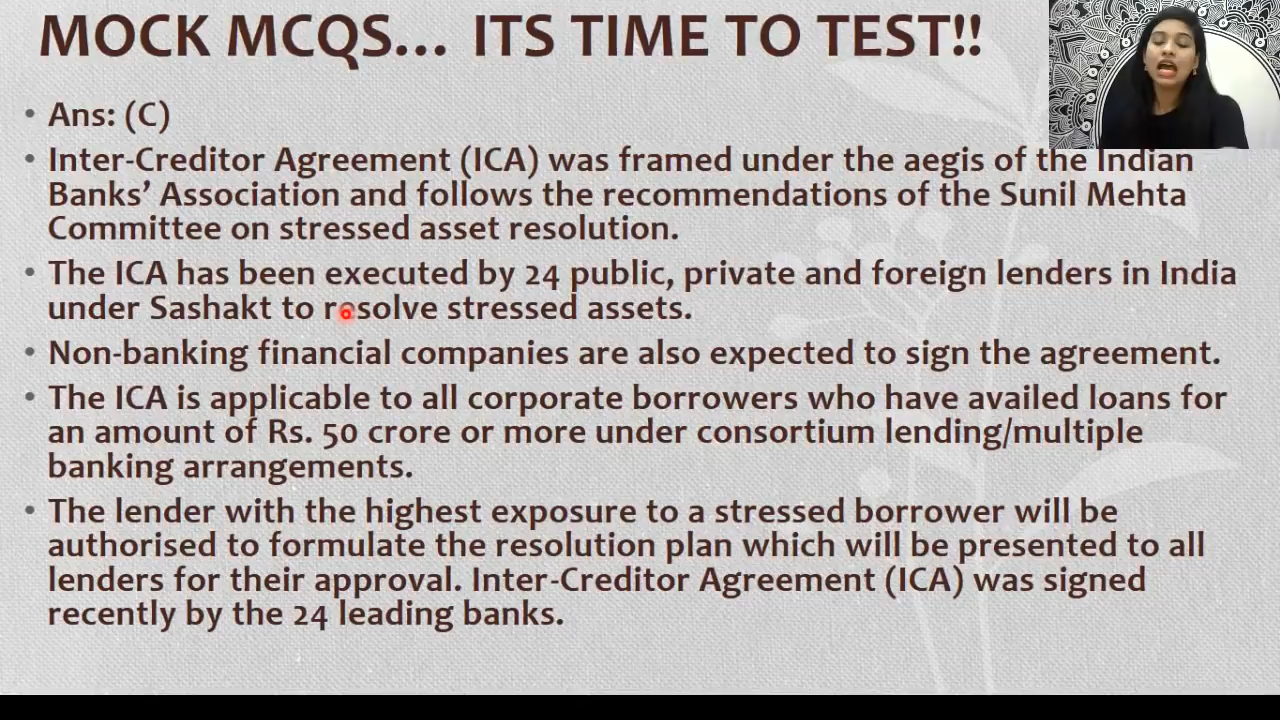 MOCK MCQS... ITS TIME TO TEST!!
• Ans: (C)
• Inter-Creditor Agreement (ICA) was framed under the aegis of the Indian
Banks’ Association and follows the recommendations of the Sunil Mehta
Committee on stressed asset resolution.
• The ICA has been executed by 24 public, private and foreign lenders in India
under Sashakt to resolve stressed assets.
• Non-banking financial companies are also expected to sign the agreement.
• The ICA is applicable to all corporate borrowers who have availed loans for
an amount of Rs. 50 crore or more under consortium lending/multiple
banking arrangements.
• The lender with the highest exposure to a stressed borrower will be
authorised to formulate the resolution plan which will be presented to all
lenders for their approval. Inter-Creditor Agreement (ICA) was signed
recently by the 24 leading banks.